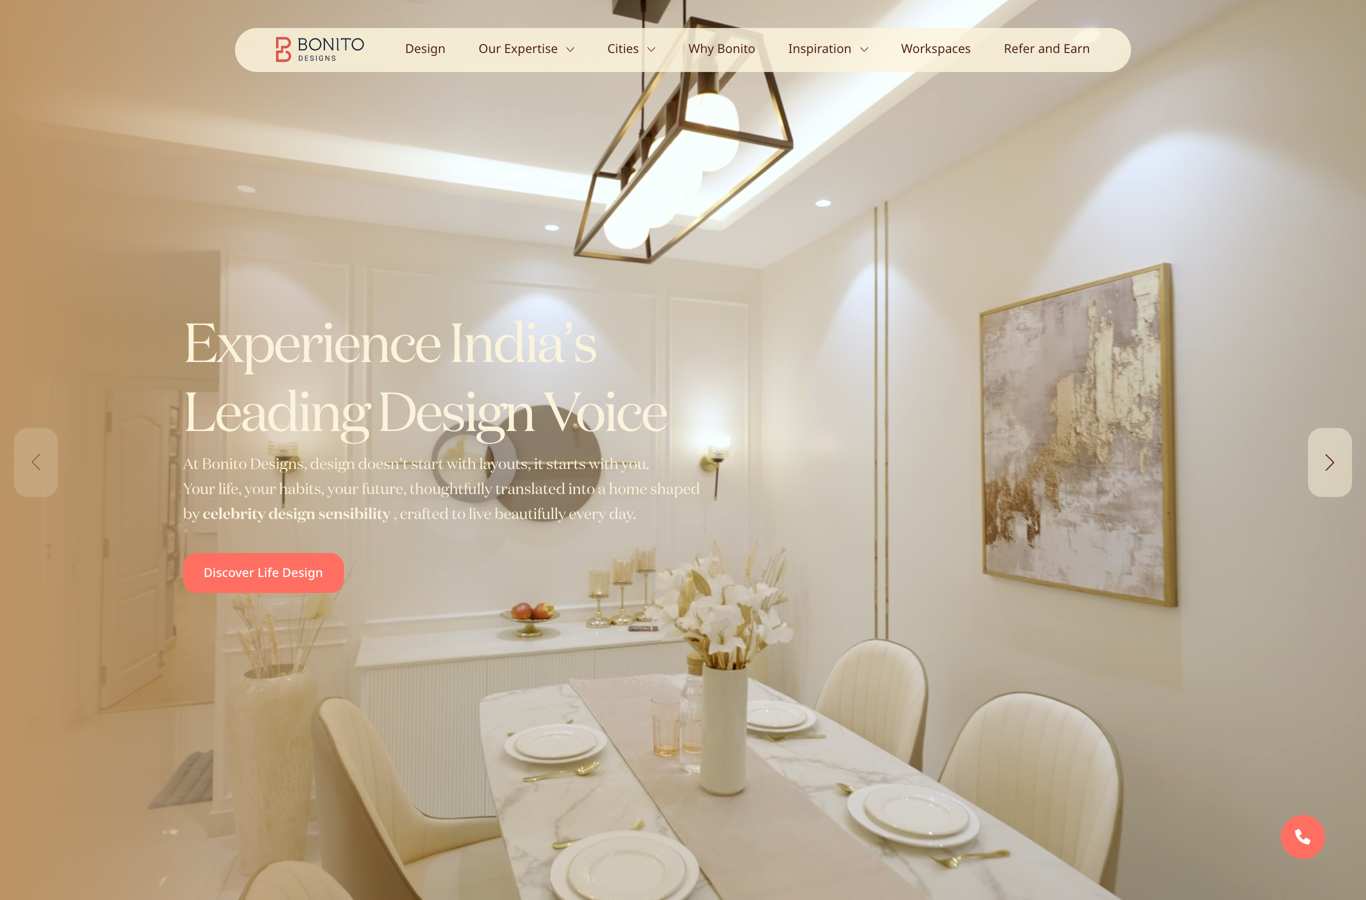 BONITO
DESIGNS
Design
Our Expertise
Cities
Why Bonito
Inspiration
Workspaces
Refer and Earn
Experience India's
Leading Design Voice
At Bonito Designs, design doesn't start with layouts, it starts with you.
Your life, your habits, your future, thoughtfully translated into a home shaped
by celebrity design sensibility , crafted to live beautifully every day.
Discover Life Design